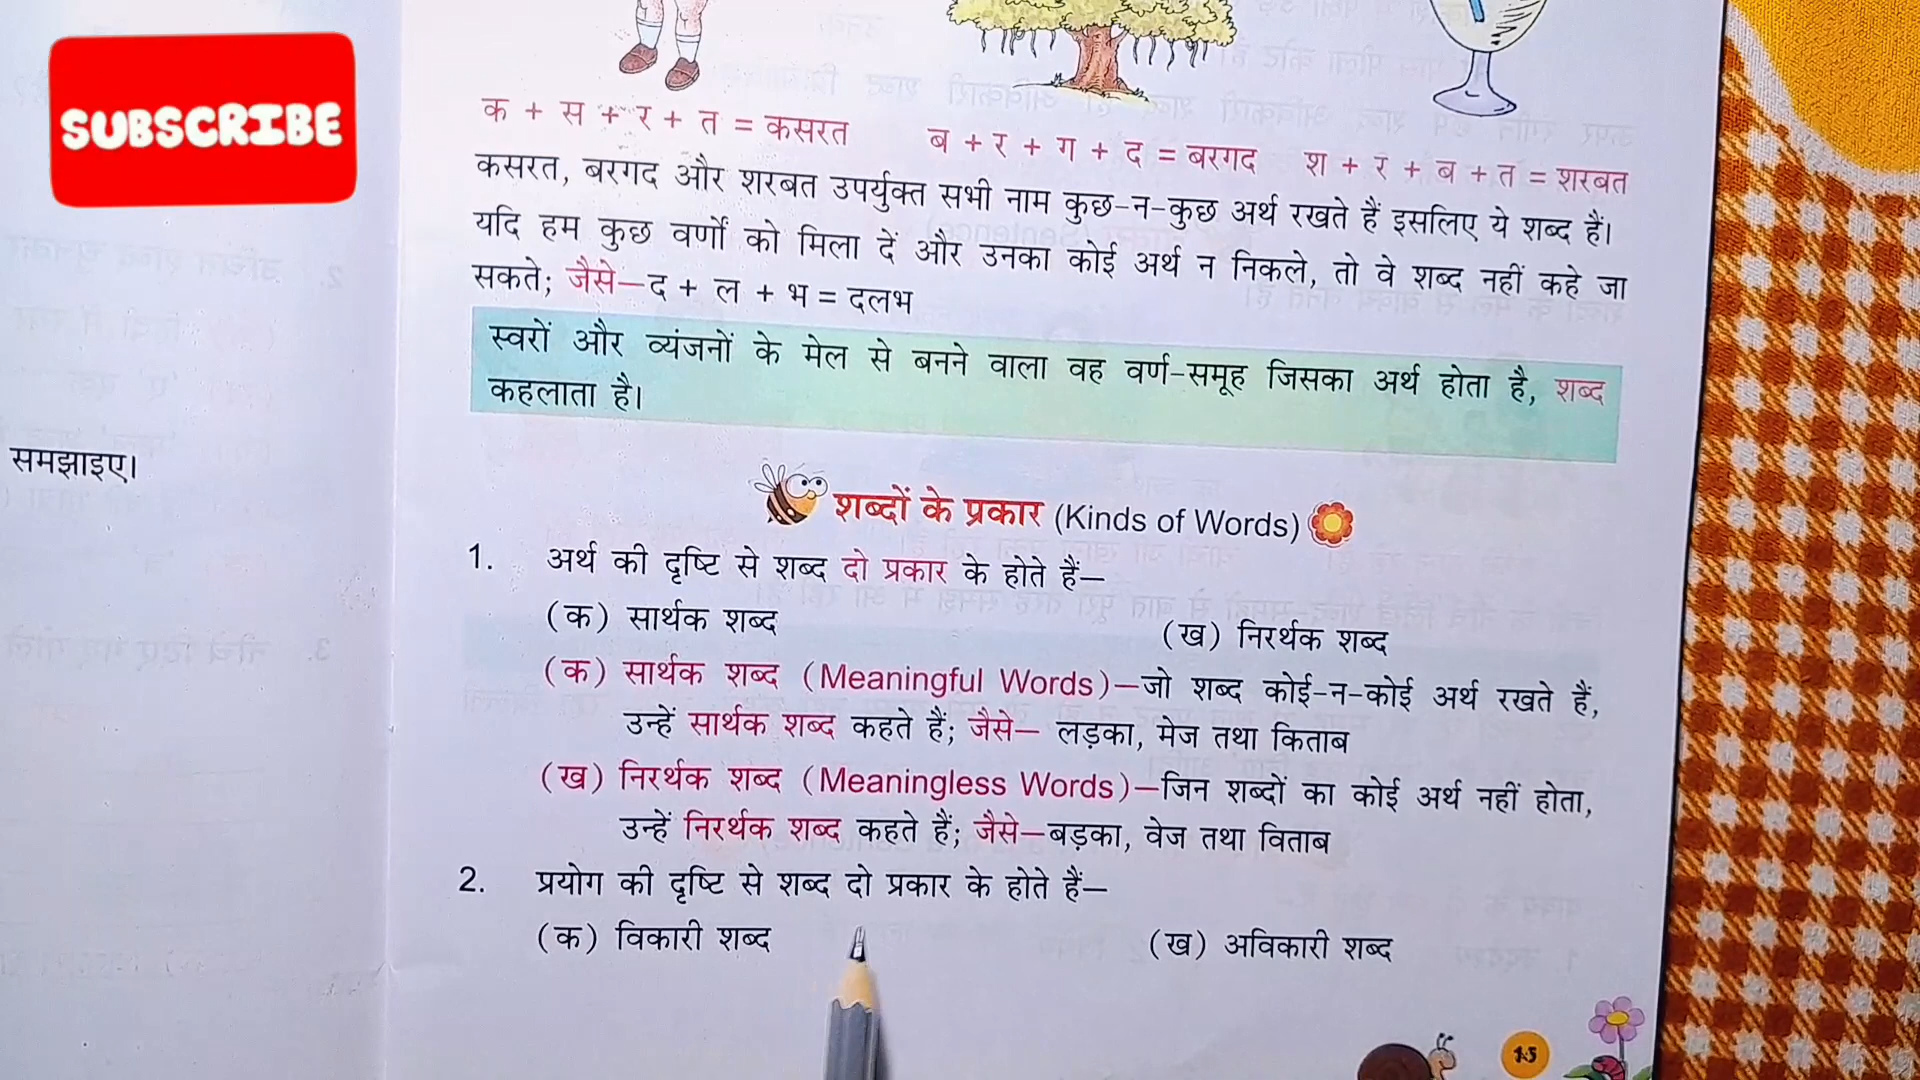 SUBSCRIBE
क + स + र + त = कसरत ब + र + ग + द = बरगद श + र + ब + त = शरबत
कसरत, बरगद और शरबत उपर्युक्त सभी नाम कुछ-न-कुछ अर्थ रखते हैं इसलिए ये शब्द हैं।
यदि हम कुछ वर्णों को मिला दें और उनका कोई अर्थ न निकले, तो वे शब्द नहीं कहे जा
सकते; जैसे—द + ल + भ = दलभ
स्वरों और व्यंजनों के मेल से बनने वाला वह वर्ण-समूह जिसका अर्थ होता है, शब्द
कहलाता है।
समझाइए।
शब्दों के प्रकार (Kinds of Words)
1. अर्थ की दृष्टि से शब्द दो प्रकार के होते हैं—
(क) सार्थक शब्द (ख) निरर्थक शब्द
(क) सार्थक शब्द (Meaningful Words)—जो शब्द कोई-न-कोई अर्थ रखते हैं,
उन्हें सार्थक शब्द कहते हैं; जैसे— लड़का, मेज तथा किताब
(ख) निरर्थक शब्द (Meaningless Words)—जिन शब्दों का कोई अर्थ नहीं होता,
उन्हें निरर्थक शब्द कहते हैं; जैसे—बड़का, वेज तथा विताब
2. प्रयोग की दृष्टि से शब्द दो प्रकार के होते हैं—
(क) विकारी शब्द (ख) अविकारी शब्द
15